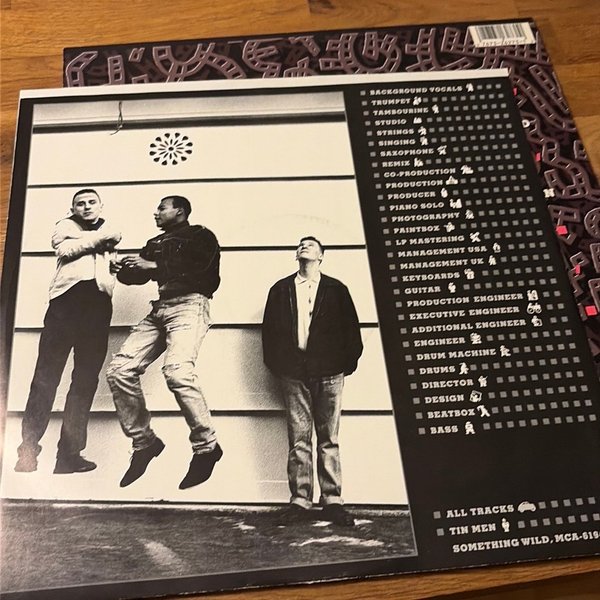 BACKGROUND VOCALS
TRUMPET
TAMBOURINE
STUDIO
STRINGS
SINGING
SAXOPHONE
REMIX
CO-PRODUCTION
PRODUCTION
PRODUCER
PIANO SOLO
PHOTOGRAPHY
PAINTBOX
LP MASTERING
MANAGEMENT USA
MANAGEMENT UK
KEYBOARDS
GUITAR
PRODUCTION ENGINEER
EXECUTIVE ENGINEER
ADDITIONAL ENGINEER
ENGINEER
DRUM MACHINE
DRUMS
DIRECTOR
DESIGN
BEATBOX
BASS
ALL TRACKS
TIN MEN
SOMETHING WILD, MCA-619